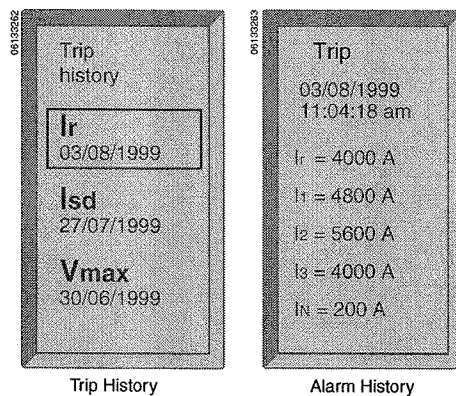 06133262
Trip
history
Ir
03/08/1999
Isd
27/07/1999
Vmax
30/06/1999
Trip History
06133263
Trip
03/08/1999
11:04:18 am
Ir = 4000 A
I1 = 4800 A
I2 = 5600 A
I3 = 4000 A
IN = 200 A
Alarm History